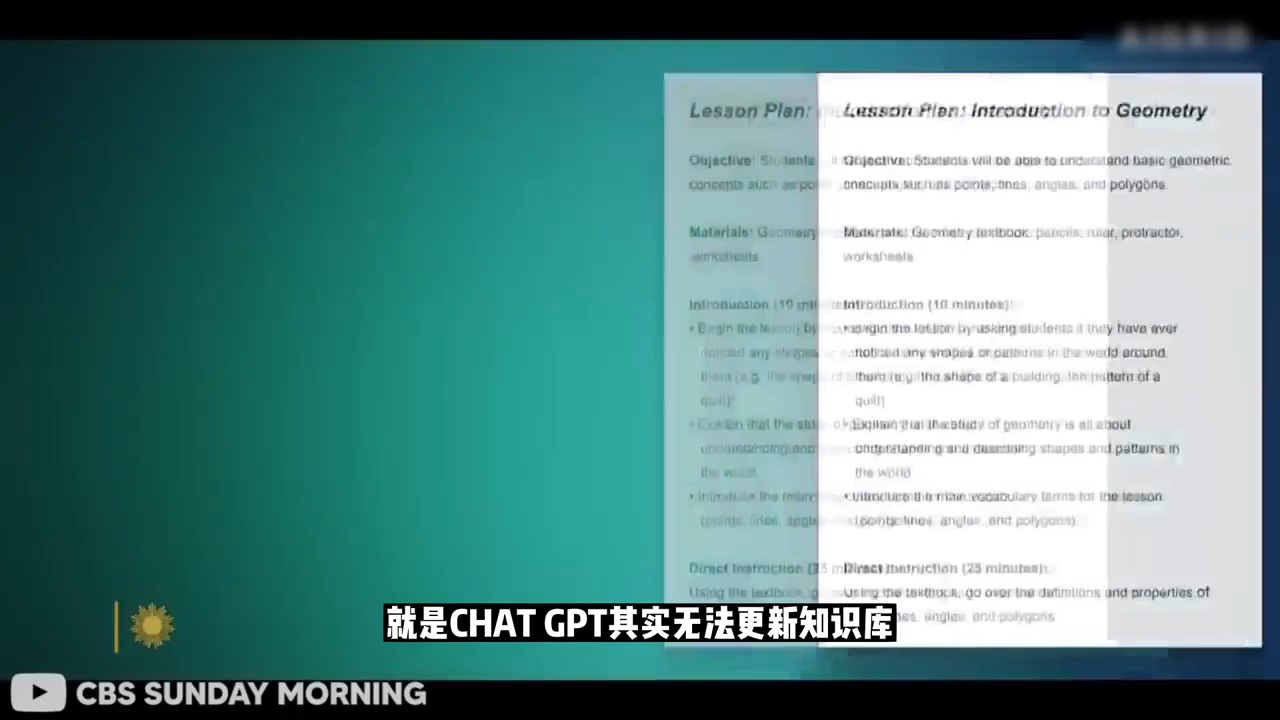 Lesson Plan: Introduction to Geometry
Objective: Students will be able to understand basic geometric
concepts such as points, lines, angles, and polygons
Materials: Geometry textbook, pencils, ruler, protractor,
worksheets
Introduction (10 minutes)
• Begin the lesson by asking students if they have ever
noticed any shapes or patterns in the world around
them (e.g. the shape of a building, the pattern of a
quilt)
• Explain that the study of geometry is all about
understanding and describing shapes and patterns in
the world
• Introduce the main vocabulary terms for the lesson
(points, lines, angles, and polygons)
Direct Instruction (25 minutes)
Using the textbook, go over the definitions and properties of
lines, angles, and polygons
就是CHAT GPT其实无法更新知识库
CBS SUNDAY MORNING